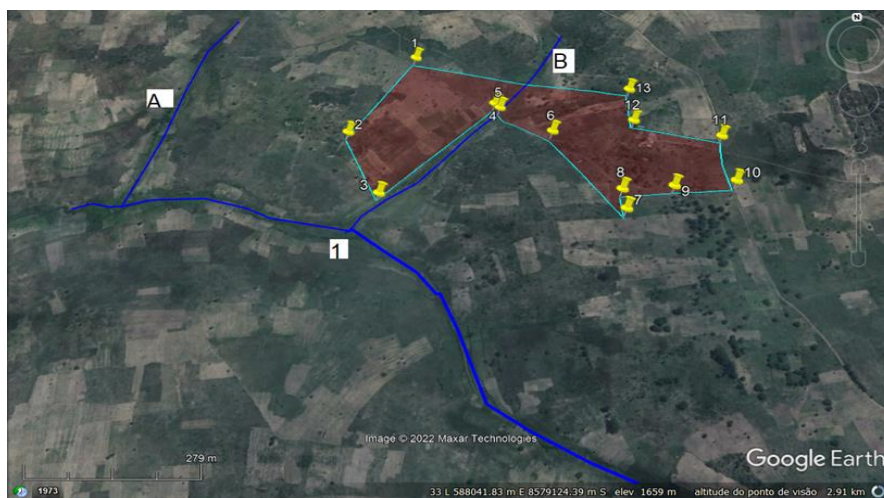 1
B
13
A
5
12
4
6
11
2
8
10
3
9
7
1
Image © 2022 Maxar Technologies
279 m
Google Earth
1973
33 L 588041.83 m E 8579124.39 m S elev 1659 m altitude do ponto de visão 2.91 km
N